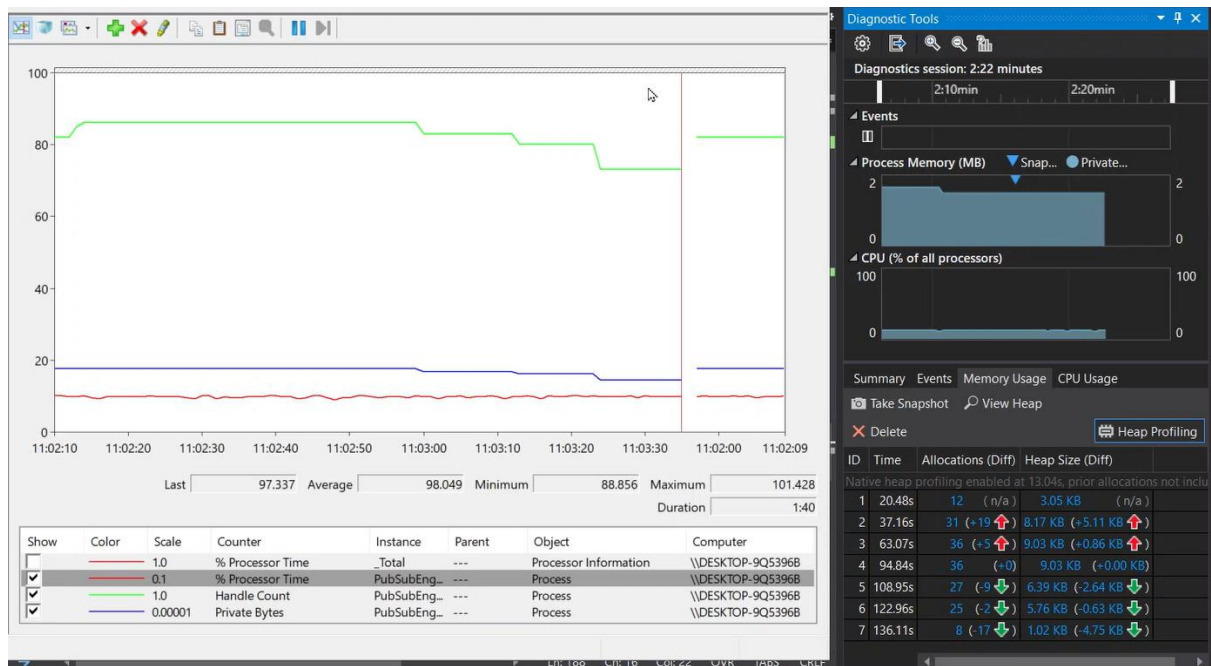 100
80
60
40
20
0
11:02:10 11:02:20 11:02:30 11:02:40 11:02:50 11:03:00 11:03:10 11:03:20 11:03:30 11:02:00 11:02:09
Last 97.337 Average 98.049 Minimum 88.856 Maximum 101.428
Duration 1:40
Show Color Scale Counter Instance Parent Object Computer
1.0 % Processor Time _Total --- Processor Information \\DESKTOP-9Q5396B
0.1 % Processor Time PubSubEng... --- Process \\DESKTOP-9Q5396B
1.0 Handle Count PubSubEng... --- Process \\DESKTOP-9Q5396B
0.00001 Private Bytes PubSubEng... --- Process \\DESKTOP-9Q5396B
Ln: 188 Ch: 16 Col: 22 OVR TABS CRLF
Diagnostic Tools
Diagnostics session: 2:22 minutes
2:10min 2:20min
Events
Process Memory (MB) Snap... Private...
2 2
0 0
CPU (% of all processors)
100 100
0 0
Summary Events Memory Usage CPU Usage
Take Snapshot View Heap
Delete Heap Profiling
ID Time Allocations (Diff) Heap Size (Diff)
Native heap profiling enabled at 13.04s, prior allocations not inclu
1 20.48s 12 (n/a) 3.05 KB (n/a)
2 37.16s 31 (+19) 8.17 KB (+5.11 KB)
3 63.07s 36 (+5) 9.03 KB (+0.86 KB)
4 94.84s 36 (+0) 9.03 KB (+0.00 KB)
5 108.95s 27 (-9) 6.39 KB (-2.64 KB)
6 122.96s 25 (-2) 5.76 KB (-0.63 KB)
7 136.11s 8 (-17) 1.02 KB (-4.75 KB)